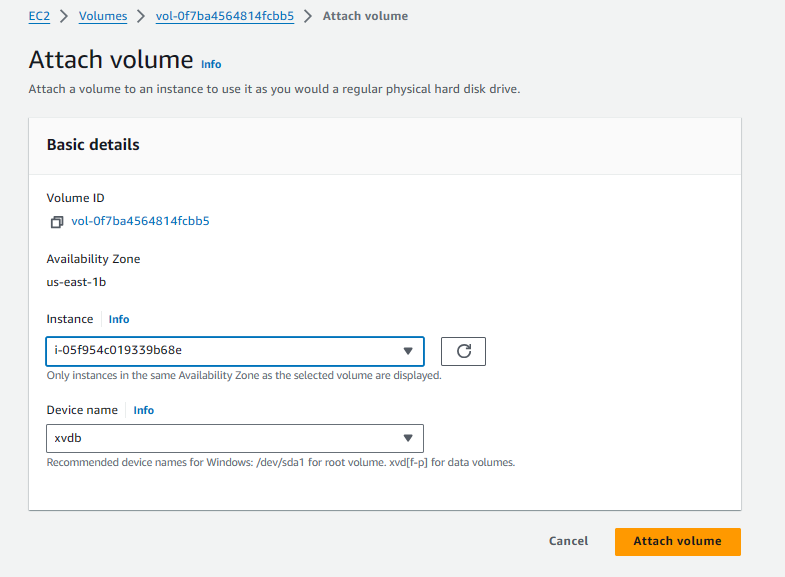 EC2 > Volumes > vol-0f7ba4564814fcbb5 > Attach volume
Attach volume Info
Attach a volume to an instance to use it as you would a regular physical hard disk drive.
Basic details
Volume ID
vol-0f7ba4564814fcbb5
Availability Zone
us-east-1b
Instance Info
i-05f954c019339b68e
Only instances in the same Availability Zone as the selected volume are displayed.
Device name Info
xvdb
Recommended device names for Windows: /dev/sda1 for root volume. xvd[f-p] for data volumes.
Cancel Attach volume